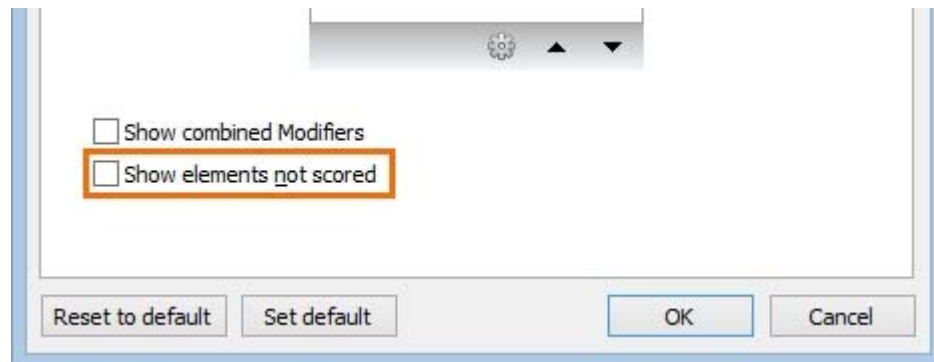 Show combined Modifiers
Show elements not scored
Reset to default Set default OK Cancel